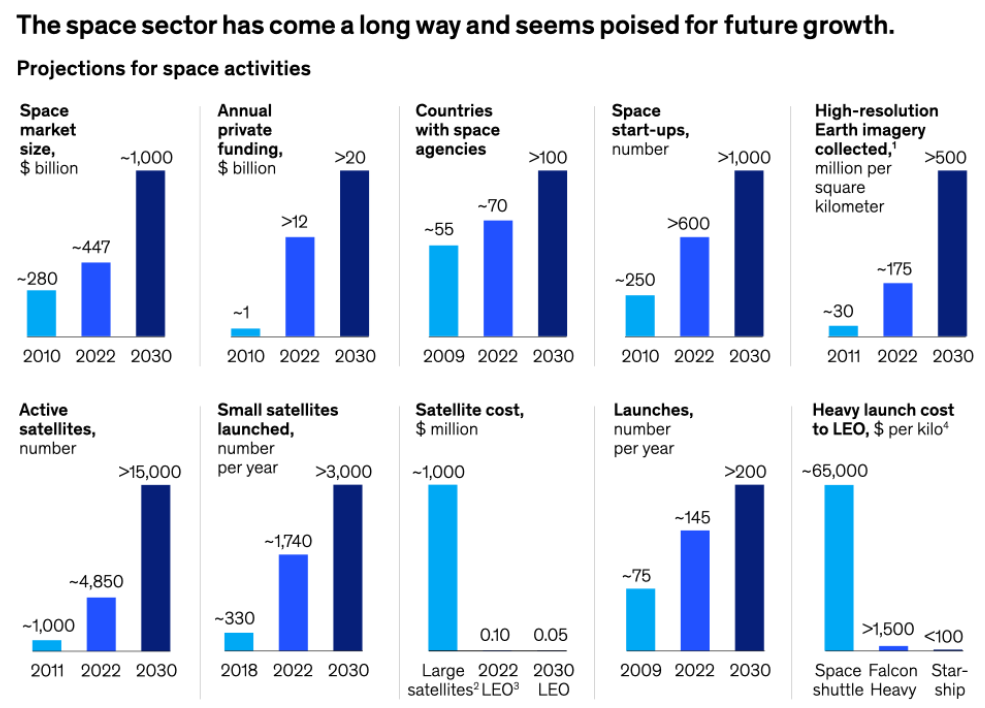 The space sector has come a long way and seems poised for future growth.
Projections for space activities
Space
market
size,
$ billion
~280
~447
~1,000
2010 2022 2030
Annual
private
funding,
$ billion
~1
>12
>20
2010 2022 2030
Countries
with space
agencies
~55
~70
>100
2009 2022 2030
Space
start-ups,
number
~250
>600
>1,000
2010 2022 2030
High-resolution
Earth imagery
collected,¹
million per
square
kilometer
~30
~175
>500
2011 2022 2030
Active
satellites,
number
~1,000
~4,850
>15,000
2011 2022 2030
Small satellites
launched,
number
per year
~330
~1,740
>3,000
2018 2022 2030
Satellite cost,
$ million
~1,000
0.10
0.05
Large 2022 2030
satellites² LEO³ LEO
Launches,
number
per year
~75
~145
>200
2009 2022 2030
Heavy launch cost
to LEO, $ per kilo⁴
~65,000
>1,500
<100
Space Falcon Star-
shuttle Heavy ship